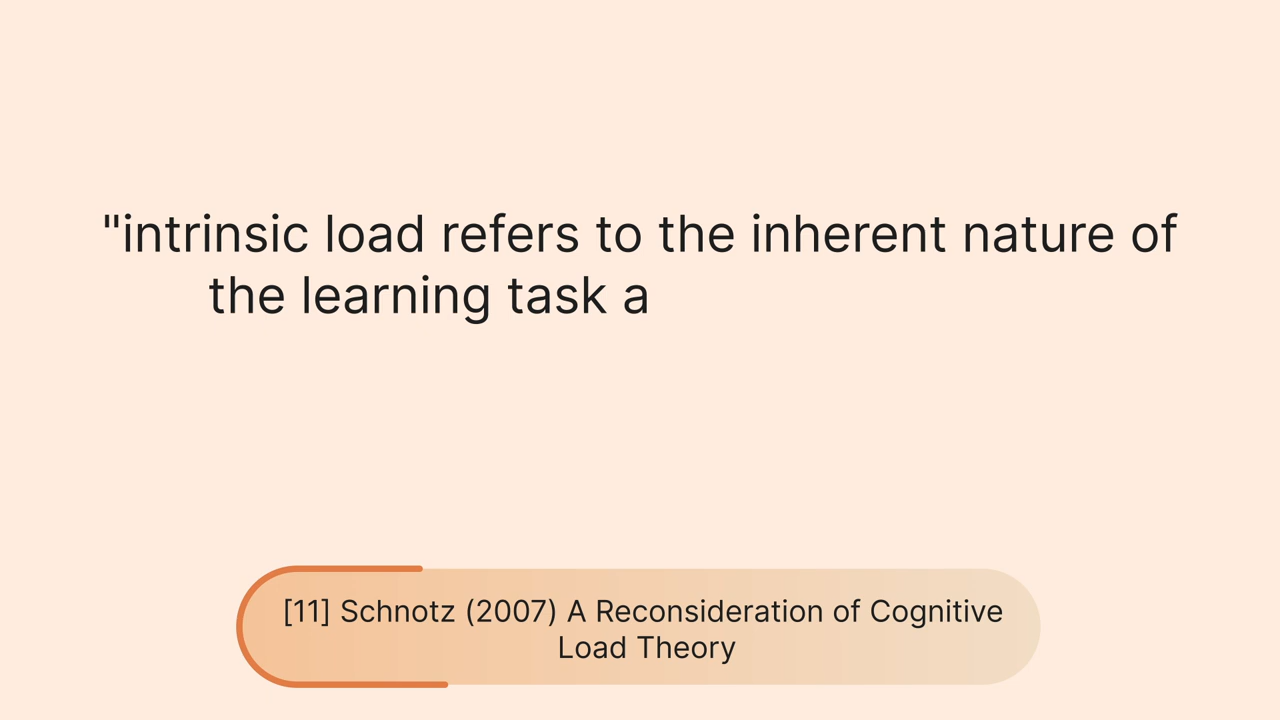 "intrinsic load refers to the inherent nature of
the learning task a
[11] Schnotz (2007) A Reconsideration of Cognitive
Load Theory